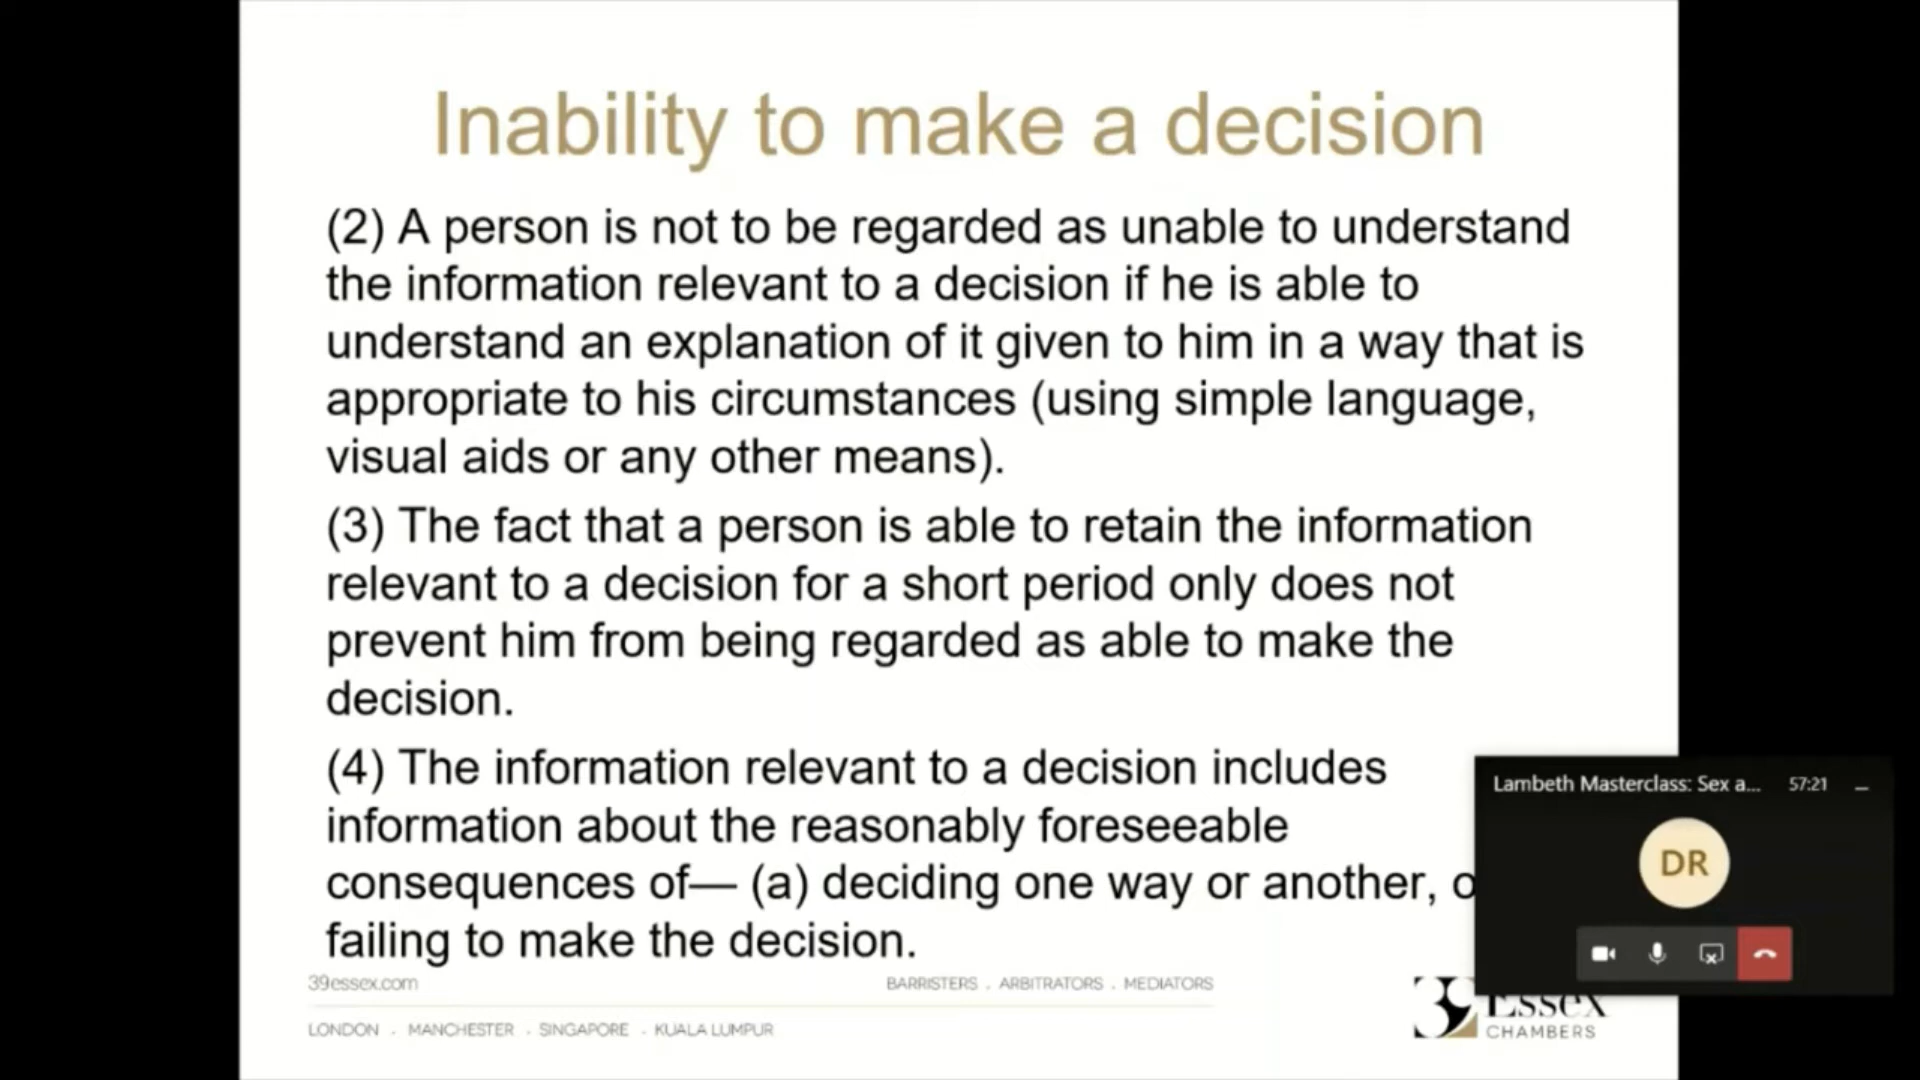 Inability to make a decision
(2) A person is not to be regarded as unable to understand
the information relevant to a decision if he is able to
understand an explanation of it given to him in a way that is
appropriate to his circumstances (using simple language,
visual aids or any other means).
(3) The fact that a person is able to retain the information
relevant to a decision for a short period only does not
prevent him from being regarded as able to make the
decision.
(4) The information relevant to a decision includes
information about the reasonably foreseeable
consequences of— (a) deciding one way or another,
failing to make the decision.
Lambeth Masterclass: Sex a... 57:21
DR
39essex.com BARRISTERS . ARBITRATORS . MEDIATORS
LONDON . MANCHESTER . SINGAPORE . KUALA LUMPUR
39 Essex
CHAMBERS